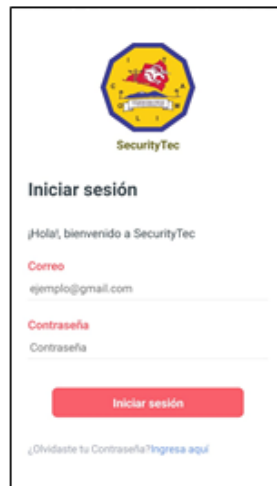 SecurityTec
Iniciar sesión
¡Hola!, bienvenido a SecurityTec
Correo
ejemplo@gmail.com
Contraseña
Contraseña
Iniciar sesión
¿Olvidaste tu Contraseña?Ingresa aquí